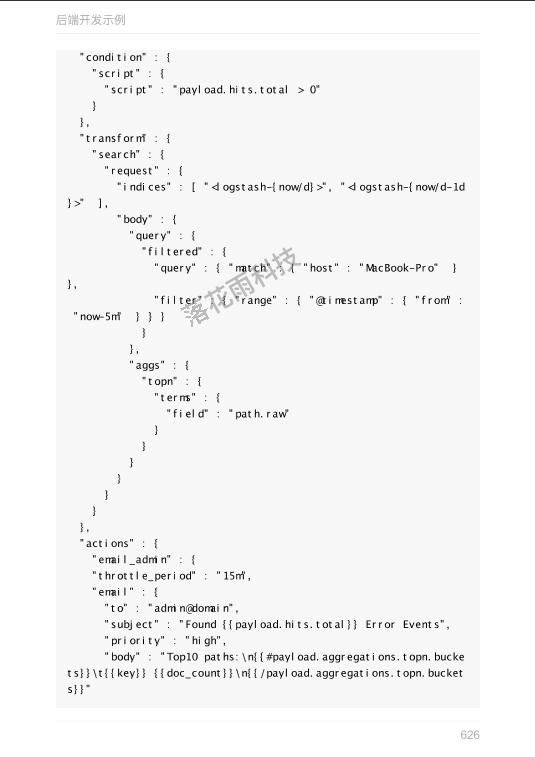 后端开发示例
"condition" : {
"script" : {
"script" : "payload.hits.total > 0"
}
},
"transform" : {
"search" : {
"request" : {
"indices" : [ "<logstash-{now/d}>", "<logstash-{now/d-1d
}>" ],
"body" : {
"query" : {
"filtered" : {
"query" : { "match" : { "host" : "MacBook-Pro" }
},
"filter" : { "range" : { "@timestamp" : { "from" :
"now-5m" } } }
}
},
"aggs" : {
"topn" : {
"terms" : {
"field" : "path.raw"
}
}
}
}
}
}
},
"actions" : {
"email_admin" : {
"throttle_period" : "15m",
"email" : {
"to" : "admin@domain",
"subject" : "Found {{payload.hits.total}} Error Events",
"priority" : "high",
"body" : "Top10 paths:\n{{#payload.aggregations.topn.bucke
ts}}\t{{key}} {{doc_count}}\n{{/payload.aggregations.topn.bucket
s}}"
落花雨科技
626